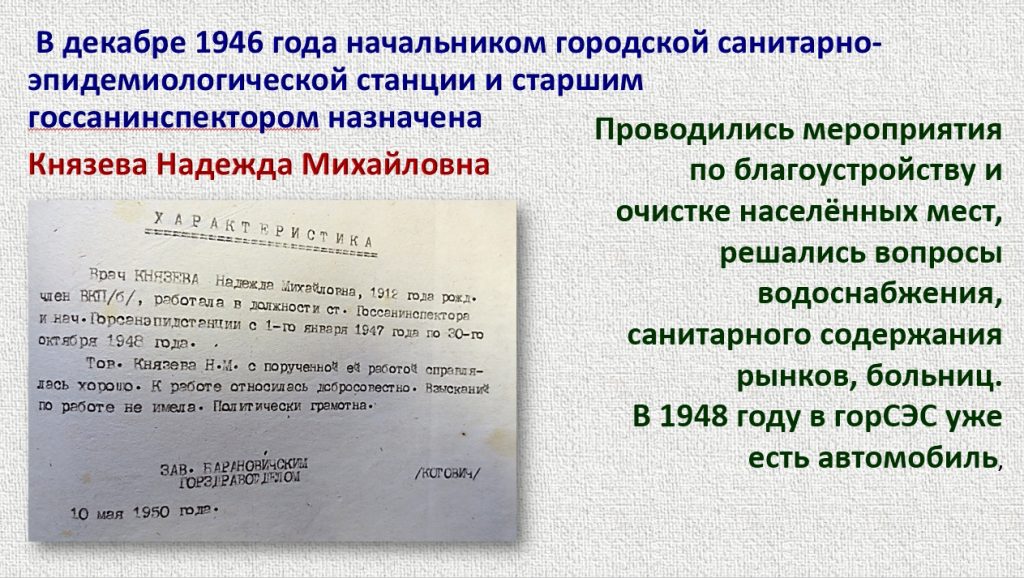 В декабре 1946 года начальником городской санитарно-
эпидемиологической станции и старшим
госсанинспектором назначена
Князева Надежда Михайловна
ХАРАКТЕРИСТИКА
Врач КНЯЗЕВА Надежда Михайловна, 1912 года рожд.
член ВКП/б/, работала в должности ст. Госсанинспектора
и нач. Горсанэпидстанции с 1-го января 1947 года по 30-го
октября 1948 года.
Тов. Князева Н.М. с порученной ей работой справля-
лась хорошо. К работе относилась добросовестно. Взысканий
по работе не имела. Политически грамотна.
ЗАВ. БАРАНОВИЧСКИМ
ГОРЗДРАВОТДЕЛОМ /КОГОВИЧ/
10 мая 1950 года.
Проводились мероприятия
по благоустройству и
очистке населённых мест,
решались вопросы
водоснабжения,
санитарного содержания
рынков, больниц.
В 1948 году в горСЭС уже
есть автомобиль,